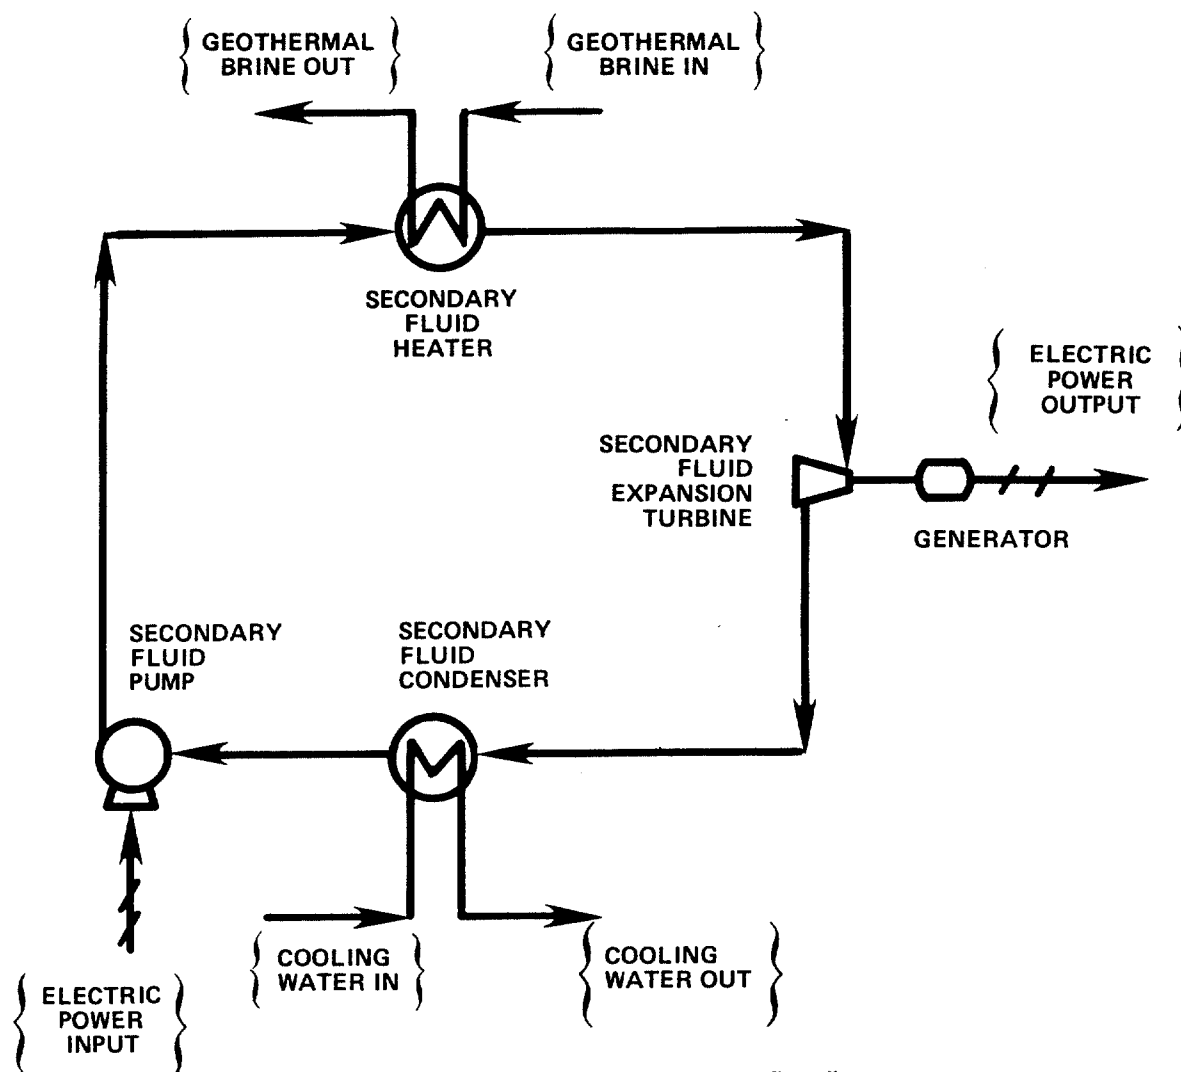 GEOTHERMAL
BRINE OUT
GEOTHERMAL
BRINE IN
SECONDARY
FLUID
HEATER
ELECTRIC
POWER
OUTPUT
SECONDARY
FLUID
EXPANSION
TURBINE
GENERATOR
SECONDARY
FLUID
PUMP
SECONDARY
FLUID
CONDENSER
COOLING
WATER IN
COOLING
WATER OUT
ELECTRIC
POWER
INPUT